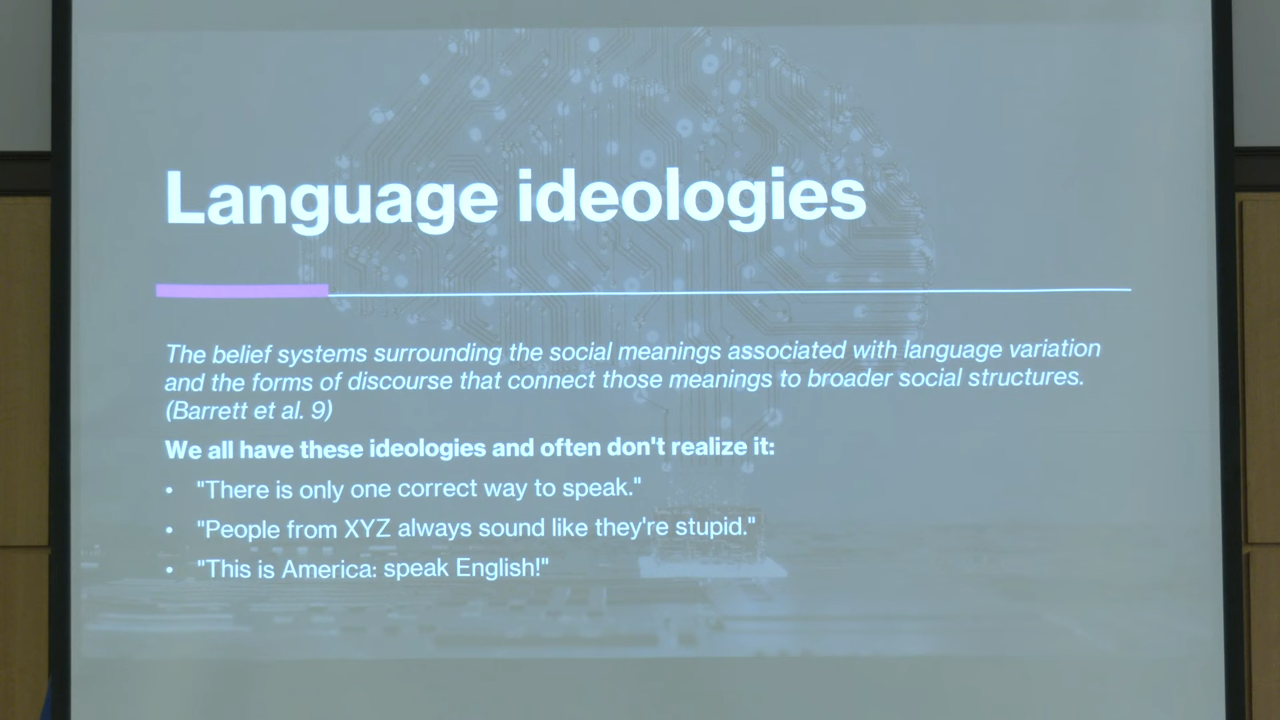 Language ideologies
The belief systems surrounding the social meanings associated with language variation
and the forms of discourse that connect those meanings to broader social structures.
(Barrett et al. 9)
We all have these ideologies and often don't realize it:
• "There is only one correct way to speak."
• "People from XYZ always sound like they're stupid."
• "This is America: speak English!"